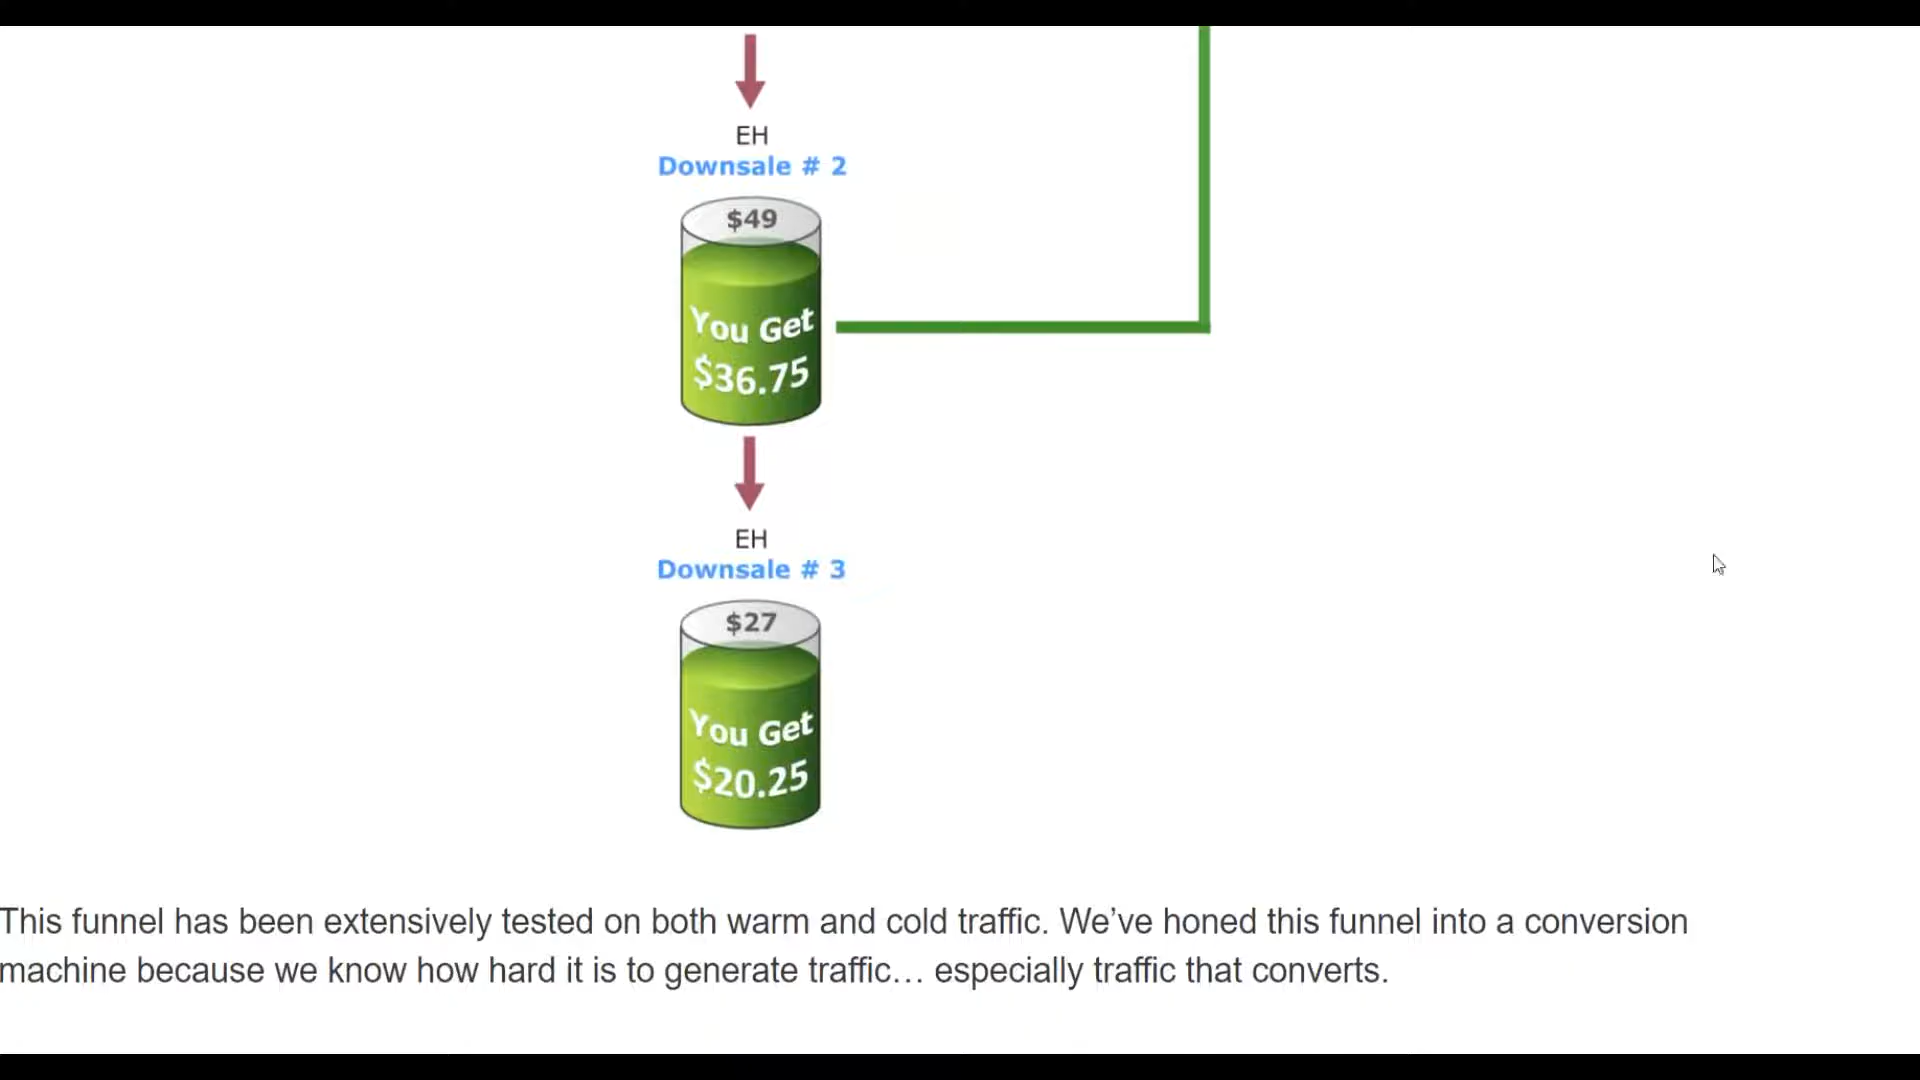 EH
Downsale # 2
$49
You Get
$36.75
EH
Downsale # 3
$27
You Get
$20.25
This funnel has been extensively tested on both warm and cold traffic. We’ve honed this funnel into a conversion
machine because we know how hard it is to generate traffic… especially traffic that converts.